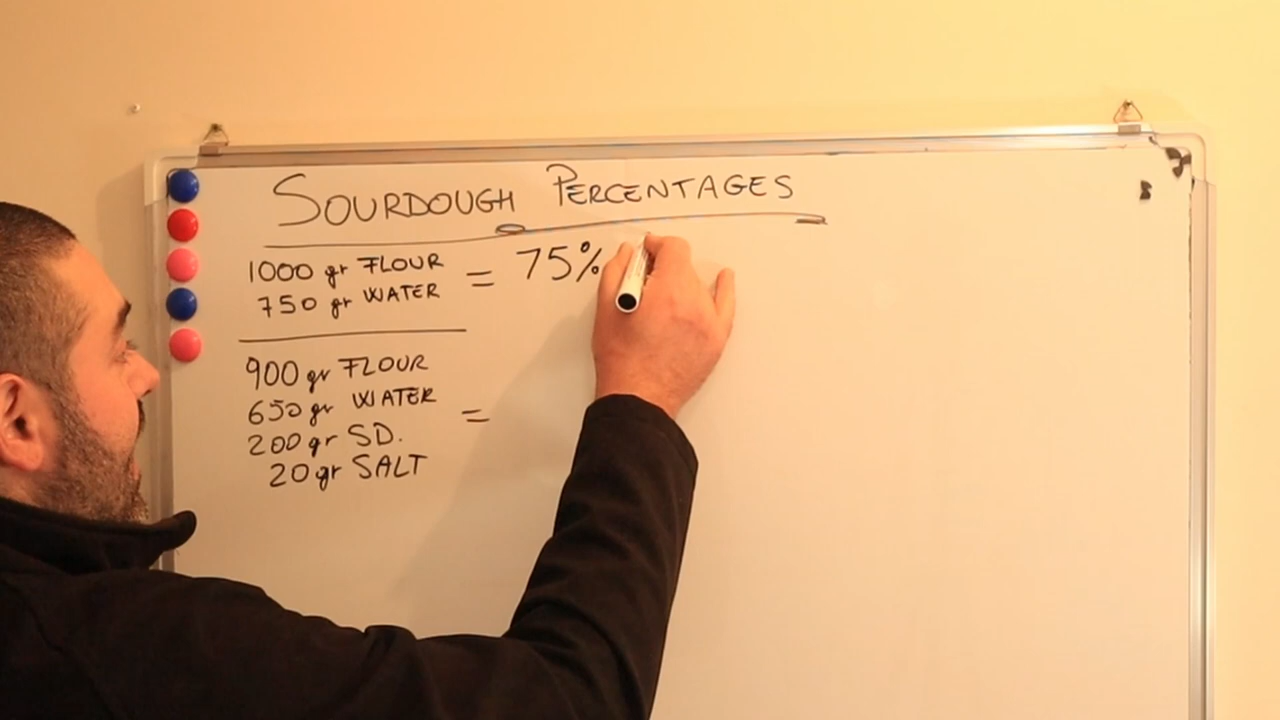 SOURDOUGH PERCENTAGES
1000 gr FLOUR
750 gr WATER
= 75%
900 gr FLOUR
650 gr WATER
200 gr SD.
20 gr SALT
=